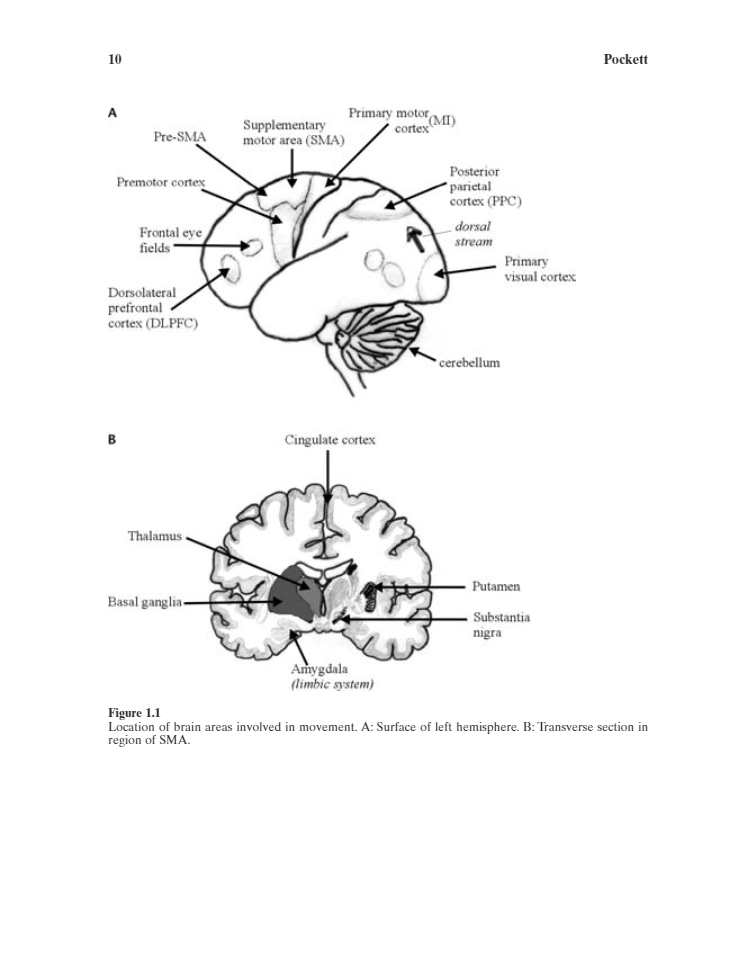 10 Pockett
A
Primary motor
cortex (MI)
Supplementary
motor area (SMA)
Pre-SMA
Premotor cortex
Posterior
parietal
cortex (PPC)
dorsal
stream
Frontal eye
fields
Primary
visual cortex
Dorsolateral
prefrontal
cortex (DLPFC)
cerebellum
B
Cingulate cortex
Thalamus
Basal ganglia
Putamen
Substantia
nigra
Amygdala
(limbic system)
Figure 1.1
Location of brain areas involved in movement. A: Surface of left hemisphere. B: Transverse section in
region of SMA.